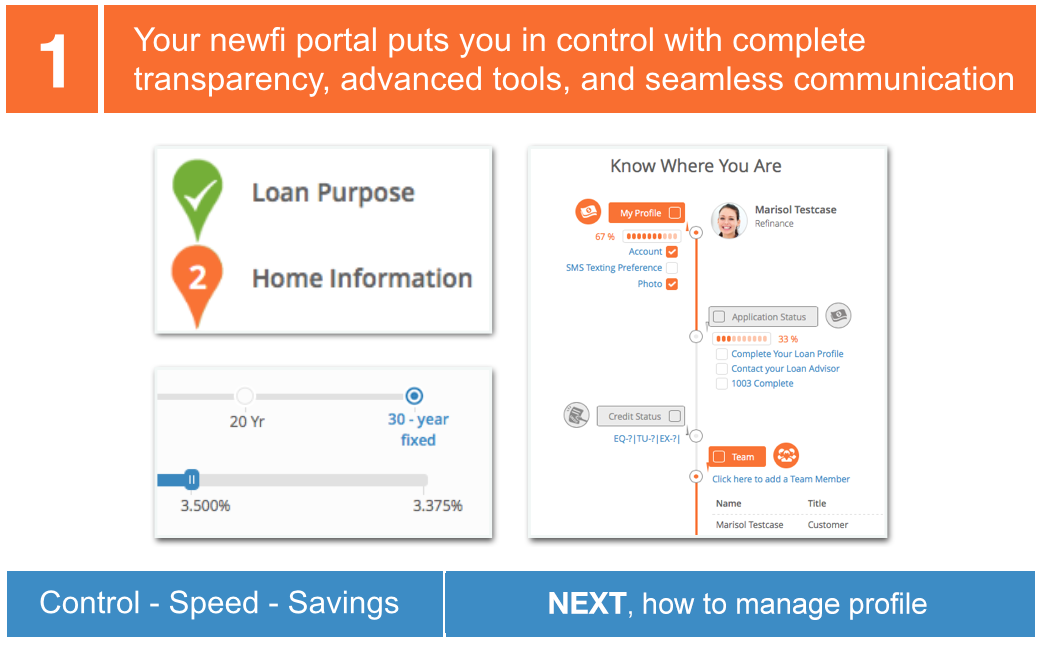 1
Your newfi portal puts you in control with complete
transparency, advanced tools, and seamless communication
Loan Purpose
2
Home Information
20 Yr
30 - year
fixed
3.500%
3.375%
Know Where You Are
My Profile
67 %
Account
SMS Texting Preference
Photo
Marisol Testcase
Refinance
Application Status
33 %
Complete Your Loan Profile
Contact your Loan Advisor
1003 Complete
Credit Status
EQ-?|TU-?|EX-?|
Team
Click here to add a Team Member
Name Title
Marisol Testcase Customer
Control - Speed - Savings
NEXT, how to manage profile